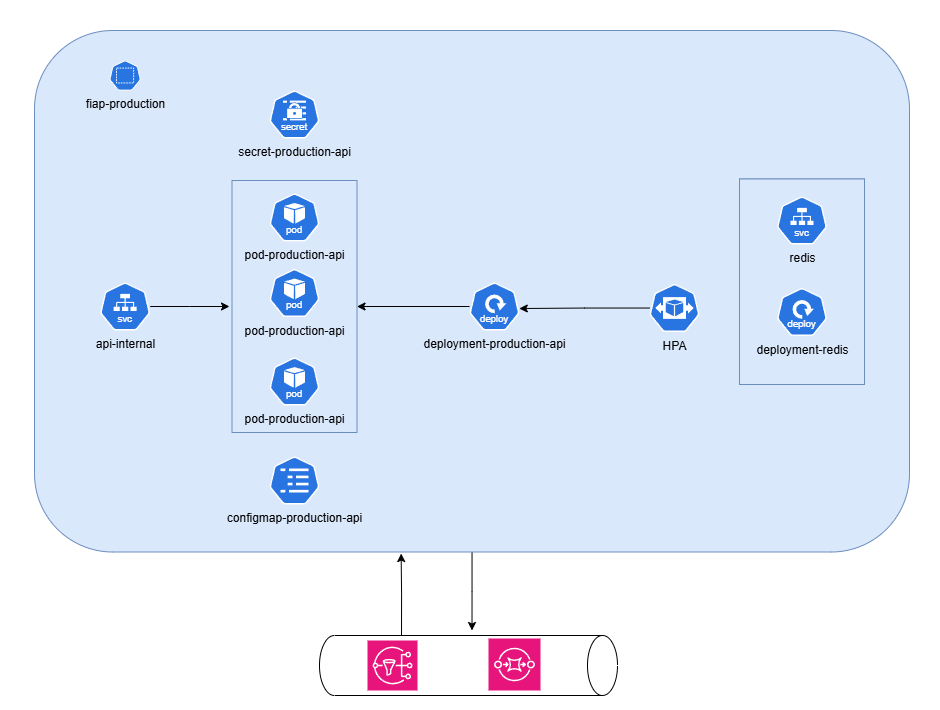 fiap-production
secret
secret-production-api
pod
pod-production-api
pod
pod-production-api
pod
pod-production-api
svc
api-internal
deploy
deployment-production-api
HPA
svc
redis
deploy
deployment-redis
configmap-production-api